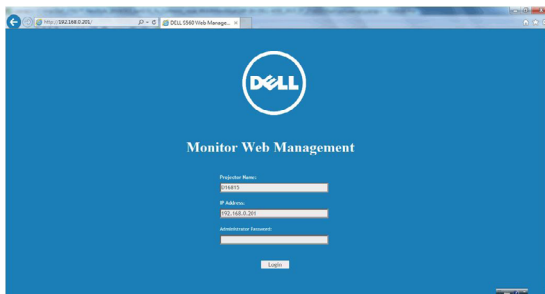 http://192.168.0.201/
DELL S560 Web Manage...
DELL
Monitor Web Management
Projector Name:
IP Address:
192.168.0.201
Administrator Password:
Login